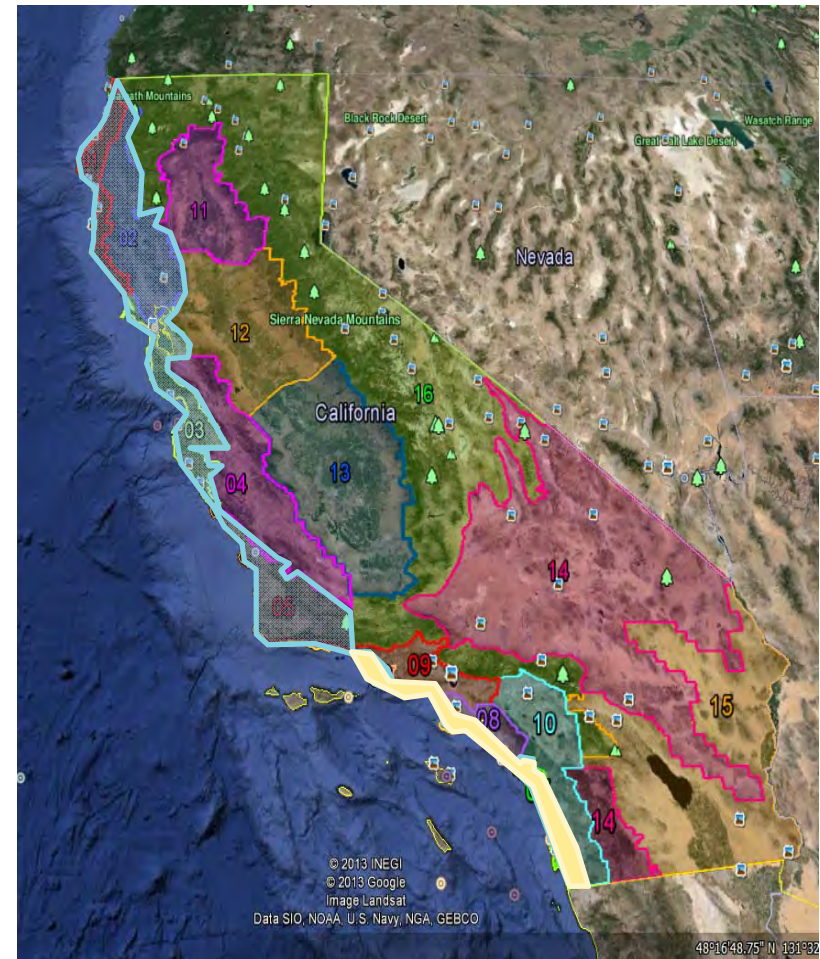 Black Rock Desert
Wasatch Range
Great Salt Lake Desert
Mountains
11
02
Nevada
12
Sierra Nevada Mountains
16
California
03
04
13
14
05
09
15
08
10
14
© 2013 INEGI
© 2013 Google
Image Landsat
Data SIO, NOAA, U.S. Navy, NGA, GEBCO
48°16'48.75" N 131°32